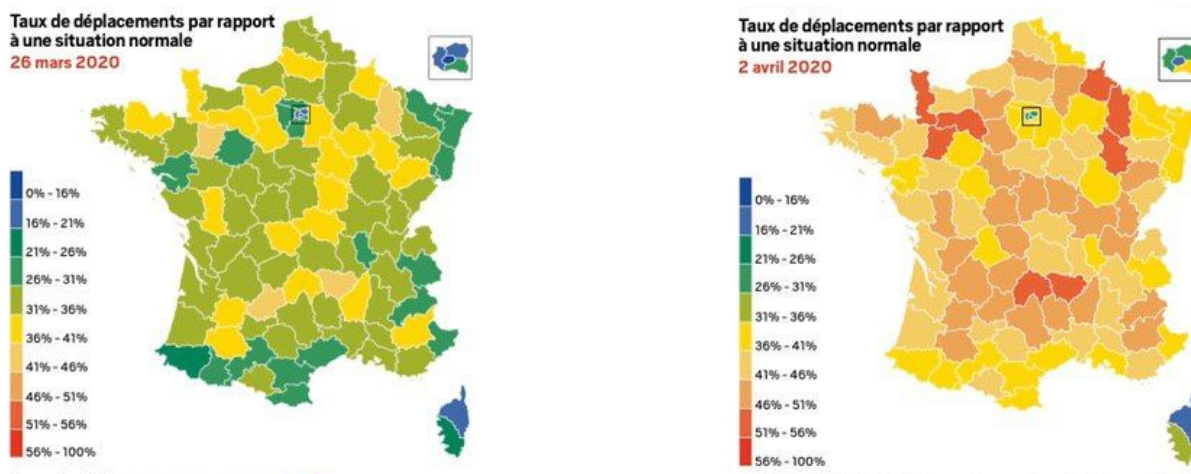 Taux de déplacements par rapport
à une situation normale
26 mars 2020
0% - 16%
16% - 21%
21% - 26%
26% - 31%
31% - 36%
36% - 41%
41% - 46%
46% - 51%
51% - 56%
56% - 100%
Taux de déplacements par rapport
à une situation normale
2 avril 2020
0% - 16%
16% - 21%
21% - 26%
26% - 31%
31% - 36%
36% - 41%
41% - 46%
46% - 51%
51% - 56%
56% - 100%